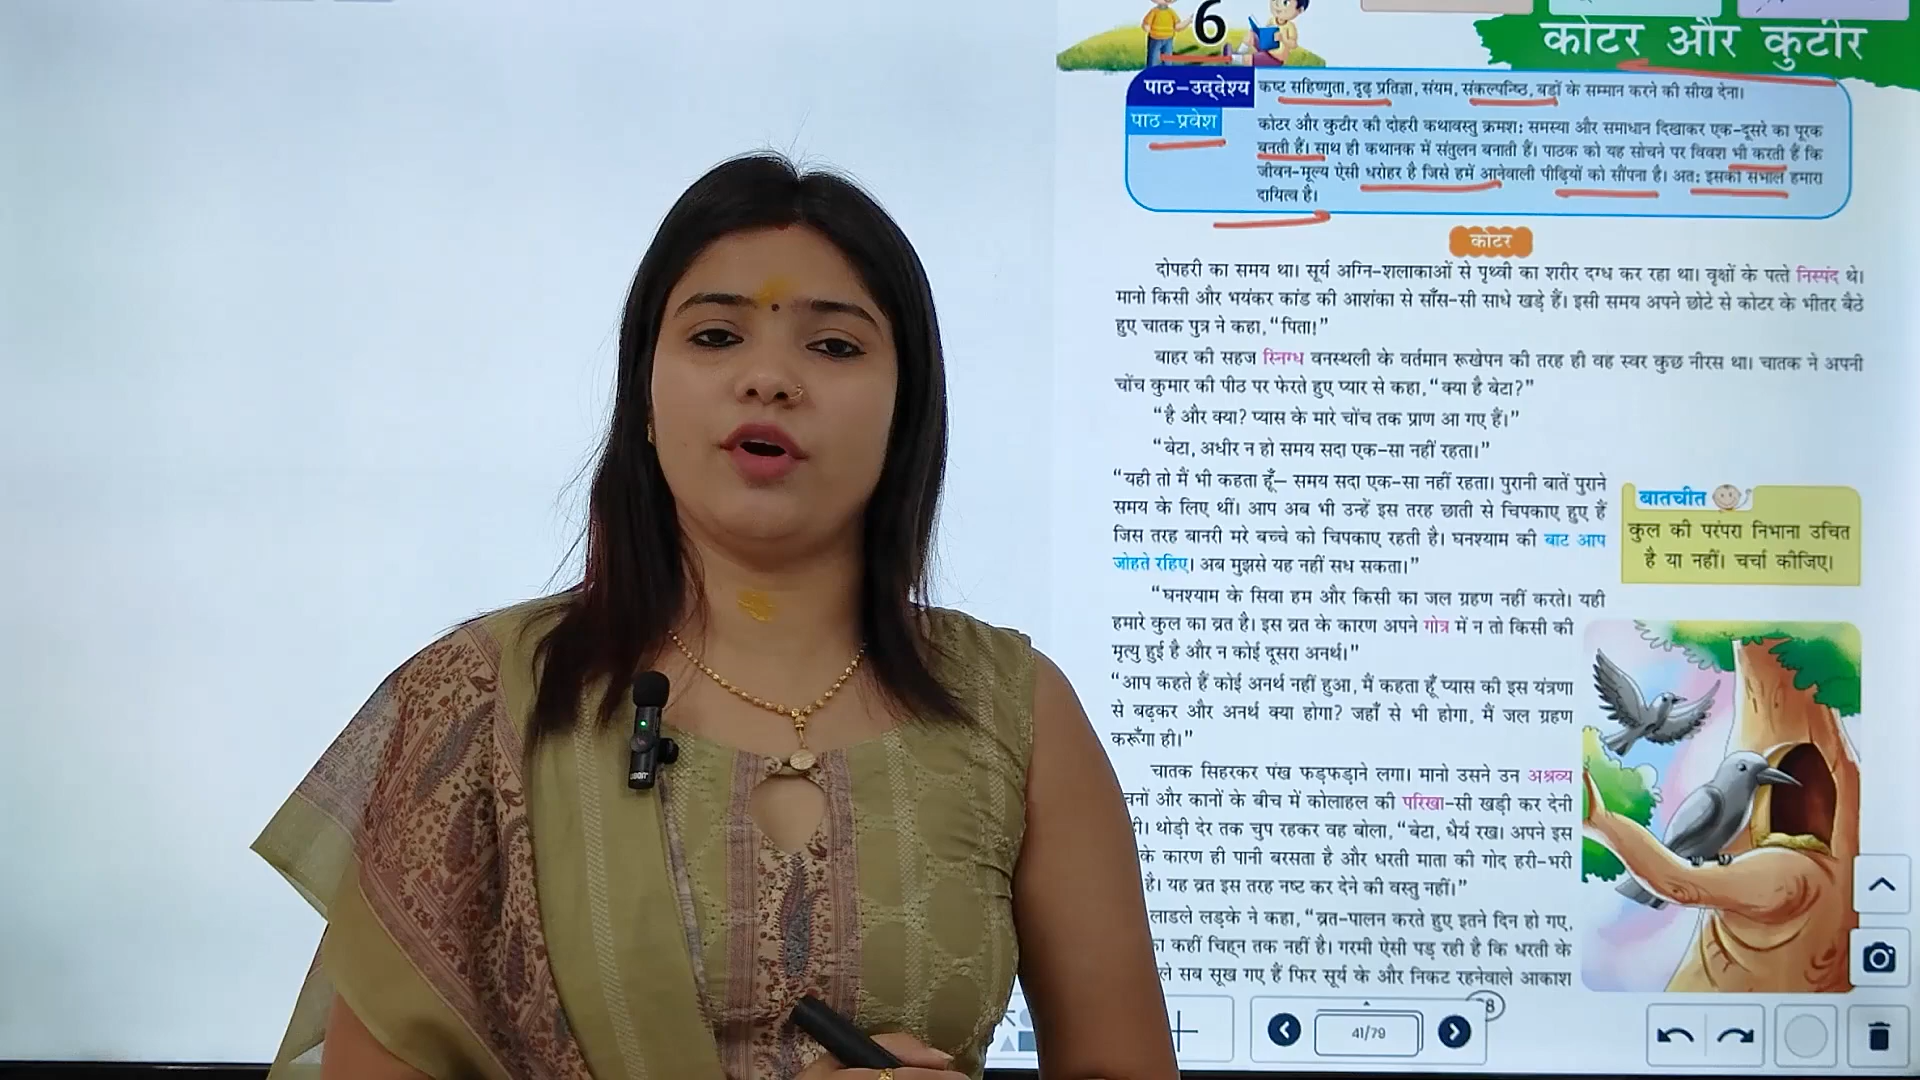 6
कोटर और कुटीर
पाठ-उद्देश्य कष्ट सहिष्णुता, दृढ़ प्रतिज्ञा, संयम, संकल्पनिष्ठ, बड़ों के सम्मान करने की सीख देना।
पाठ-प्रवेश
कोटर और कुटीर की दोहरी कथावस्तु क्रमश: समस्या और समाधान दिखाकर एक-दूसरे का पूरक
बनती हैं। साथ ही कथानक में संतुलन बनाती हैं। पाठक को यह सोचने पर विवश भी करती हैं कि
जीवन-मूल्य ऐसी धरोहर है जिसे हमें आनेवाली पीढ़ियों को सौंपना है। अत: इसकी संभाल हमारा
दायित्व है।
कोटर
दोपहरी का समय था। सूर्य अग्नि-शलाकाओं से पृथ्वी का शरीर दग्ध कर रहा था। वृक्षों के पत्ते निस्पंद थे।
मानो किसी और भयंकर कांड की आशंका से साँस-सी साधे खड़े हैं। इसी समय अपने छोटे से कोटर के भीतर बैठे
हुए चातक पुत्र ने कहा, “पिता!”
बाहर की सहज स्निग्ध वनस्थली के वर्तमान रूखेपन की तरह ही वह स्वर कुछ नीरस था। चातक ने अपनी
चोंच कुमार की पीठ पर फेरते हुए प्यार से कहा, “क्या है बेटा?”
“है और क्या? प्यास के मारे चोंच तक प्राण आ गए हैं।”
“बेटा, अधीर न हो समय सदा एक-सा नहीं रहता।”
“यही तो मैं भी कहता हूँ— समय सदा एक-सा नहीं रहता। पुरानी बातें पुराने
समय के लिए थीं। आप अब भी उन्हें इस तरह छाती से चिपकाए हुए हैं
जिस तरह बानरी मरे बच्चे को चिपकाए रहती है। घनश्याम की बाट आप
जोहते रहिए। अब मुझसे यह नहीं सध सकता।”
बातचीत
कुल की परंपरा निभाना उचित
है या नहीं। चर्चा कीजिए।
“घनश्याम के सिवा हम और किसी का जल ग्रहण नहीं करते। यही
हमारे कुल का व्रत है। इस व्रत के कारण अपने गोत्र में न तो किसी की
मृत्यु हुई है और न कोई दूसरा अनर्थ।”
“आप कहते हैं कोई अनर्थ नहीं हुआ, मैं कहता हूँ प्यास की इस यंत्रणा
से बढ़कर और अनर्थ क्या होगा? जहाँ से भी होगा, मैं जल ग्रहण
करूँगा ही।”
चातक सिहरकर पंख फड़फड़ाने लगा। मानो उसने उन अश्रव्य
चनों और कानों के बीच में कोलाहल की परिखा-सी खड़ी कर देनी
ही। थोड़ी देर तक चुप रहकर वह बोला, “बेटा, धैर्य रख। अपने इस
के कारण ही पानी बरसता है और धरती माता की गोद हरी-भरी
है। यह व्रत इस तरह नष्ट कर देने की वस्तु नहीं।”
लाडले लड़के ने कहा, “व्रत-पालन करते हुए इतने दिन हो गए,
का कहीं चिह्न तक नहीं है। गरमी ऐसी पड़ रही है कि धरती के
ले सब सूख गए हैं फिर सूर्य के और निकट रहनेवाले आकाश
8
41/79